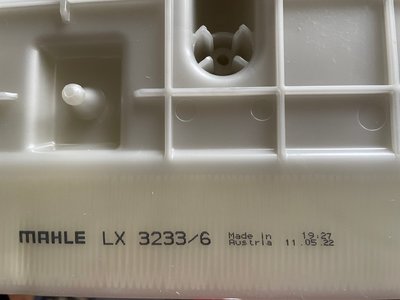 MAHLE LX 3233/6 Made in 19:27
Austria 11.05.22